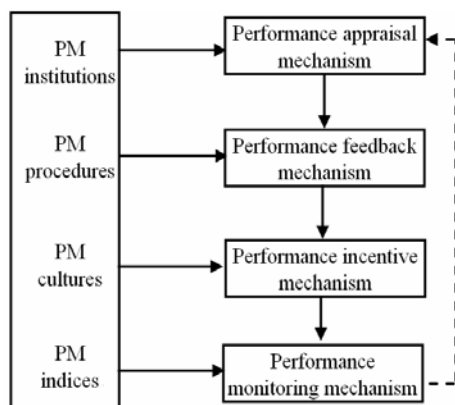 PM
institutions
Performance appraisal
mechanism
PM
procedures
Performance feedback
mechanism
PM
cultures
Performance incentive
mechanism
PM
indices
Performance
monitoring mechanism